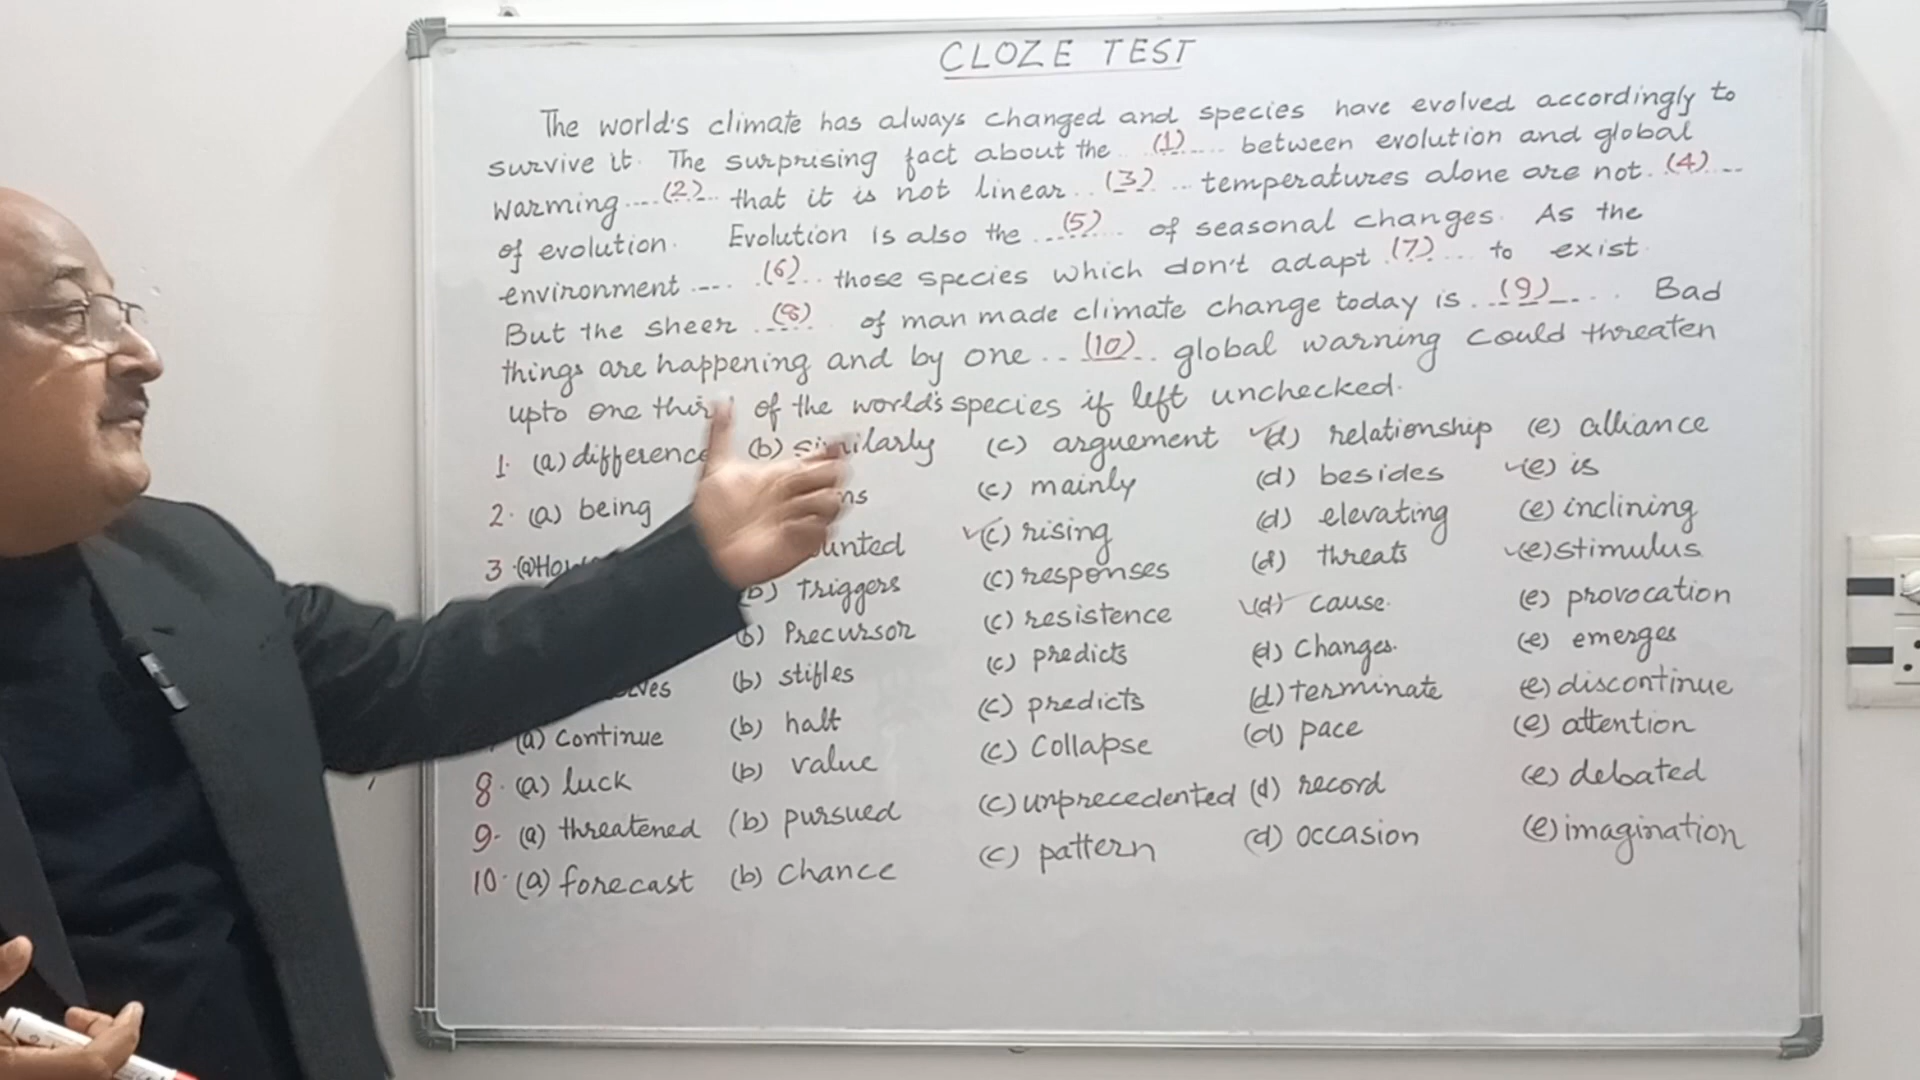 CLOZE TEST
The world's climate has always changed and species have evolved accordingly to
survive it. The surprising fact about the (1) between evolution and global
warming (2) that it is not linear (3) temperatures alone are not (4)
of evolution. Evolution is also the (5) of seasonal changes. As the
environment (6) those species which don't adapt (7) to exist
But the sheer (8) of man made climate change today is (9) Bad
things are happening and by one (10) global warning could threaten
upto one of the world's species if left unchecked.
1. (a) difference (b) similarly (c) arguement (d) relationship (e) alliance
2. (a) being (c) mainly (d) besides (e) is
3. (a) (c) rising (d) elevating (e) inclining
(b) triggers (c) responses (d) threats (e) stimulus
(b) Precursor (c) resistence (d) cause. (e) provocation
(b) stifles (c) predicts (d) Changes. (e) emerges
(a) Continue (b) halt (c) predicts (d) terminate (e) discontinue
8. (a) luck (b) value (c) Collapse (d) pace (e) attention
9. (a) threatened (b) pursued (c) unprecedented (d) record (e) debated
10. (a) forecast (b) Chance (c) pattern (d) occasion (e) imagination